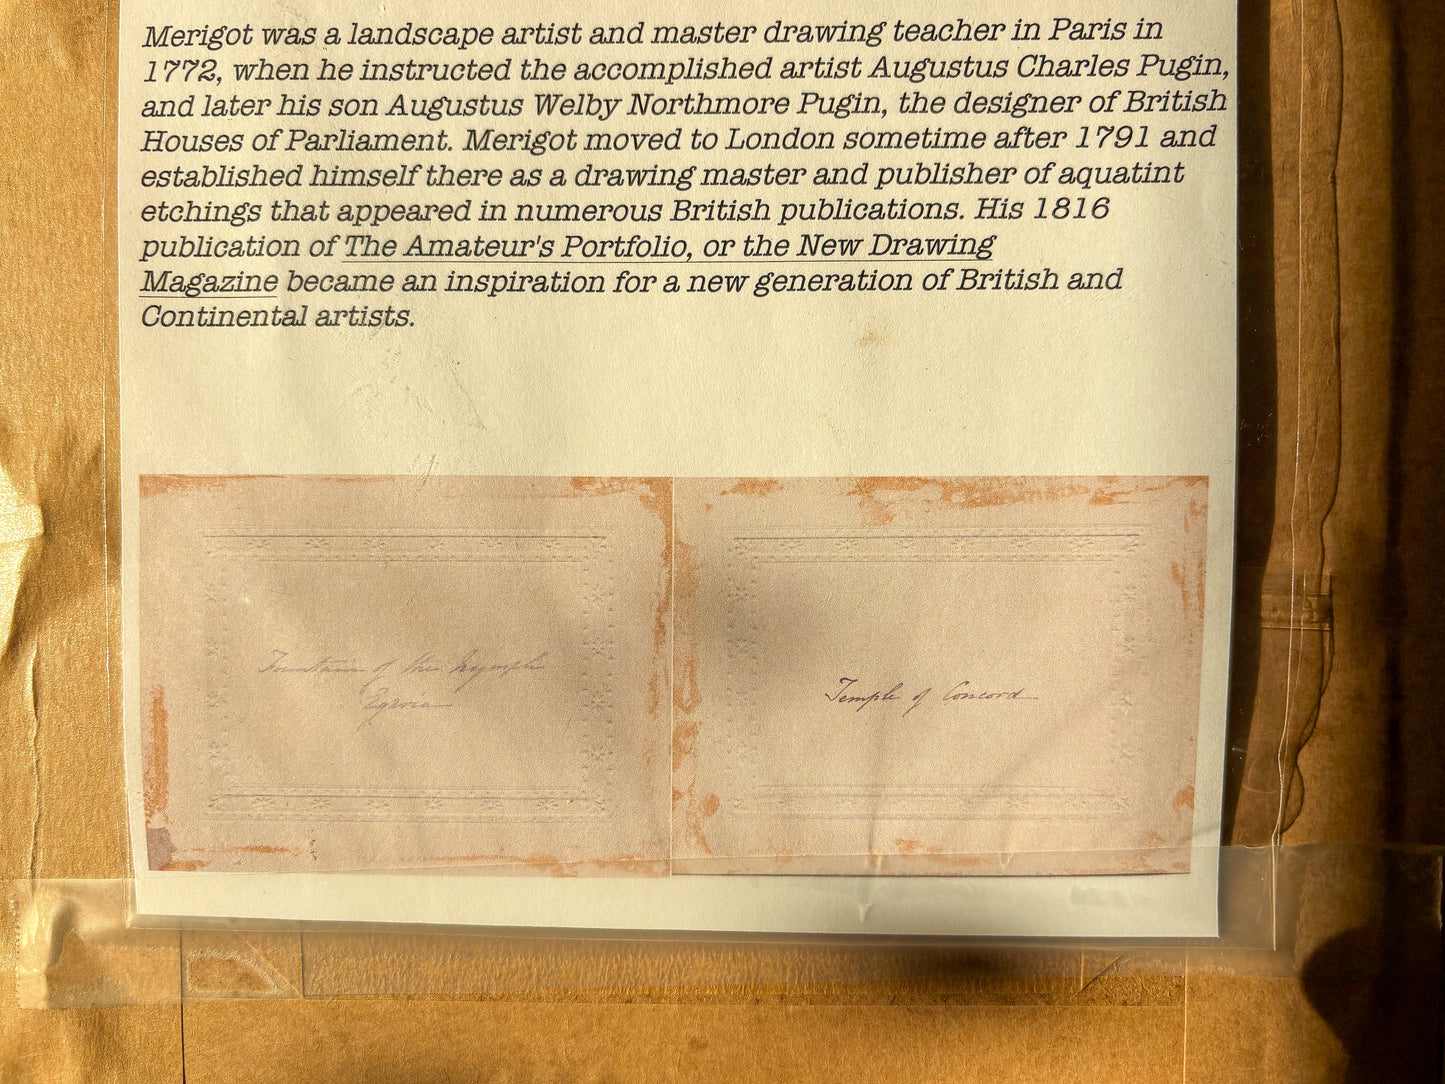 Merigot was a landscape artist and master drawing teacher in Paris in
1772, when he instructed the accomplished artist Augustus Charles Pugin,
and later his son Augustus Welby Northmore Pugin, the designer of British
Houses of Parliament. Merigot moved to London sometime after 1791 and
established himself there as a drawing master and publisher of aquatint
etchings that appeared in numerous British publications. His 1816
publication of The Amateur's Portfolio, or the New Drawing
Magazine became an inspiration for a new generation of British and
Continental artists.
Fountain of the Nymph
Egeria
Temple of Concord